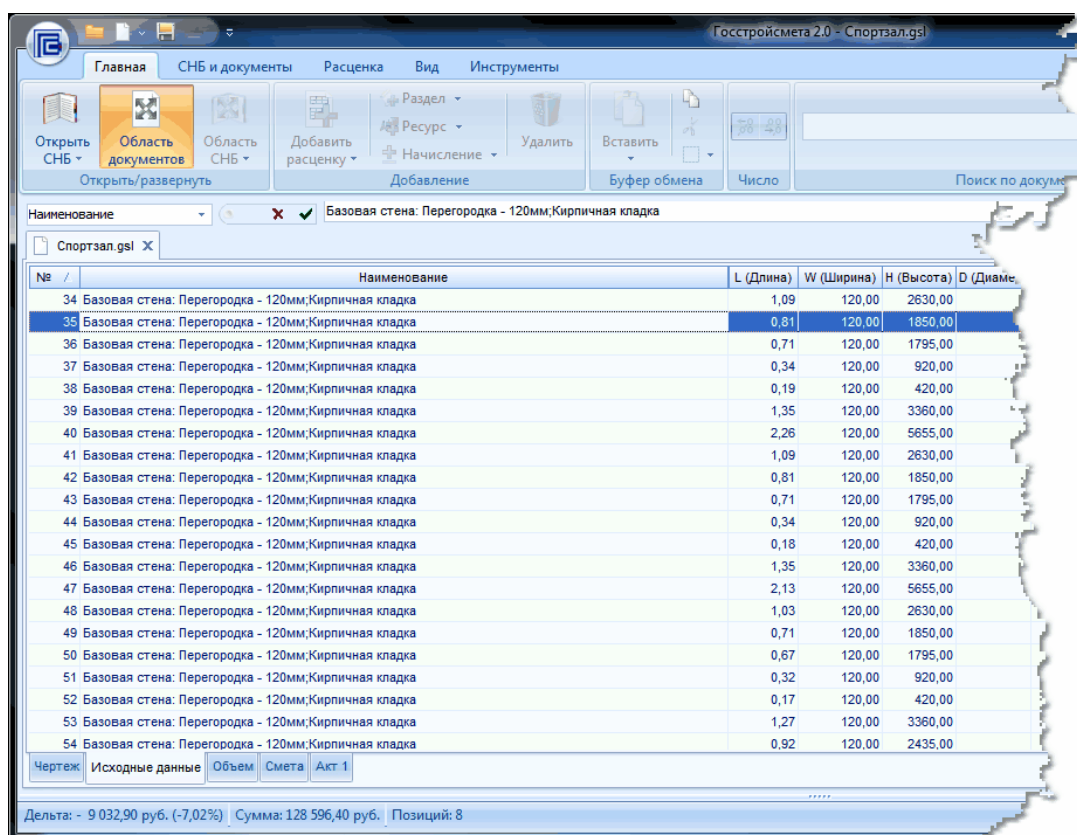 Госстройсмета 2.0 - Спортзал.gsl
Главная СНБ и документы Расценка Вид Инструменты
Открыть СНБ Область документов Область СНБ Добавить расценку Раздел Ресурс Начисление Удалить Вставить
Открыть/развернуть Добавление Буфер обмена Число Поиск по
Наименование Базовая стена: Перегородка - 120мм;Кирпичная кладка
Спортзал.gsl X
№ Наименование L (Длина) W (Ширина) H (Высота) D
34 Базовая стена: Перегородка - 120мм;Кирпичная кладка 1,09 120,00 2630,00
35 Базовая стена: Перегородка - 120мм;Кирпичная кладка 0,81 120,00 1850,00
36 Базовая стена: Перегородка - 120мм;Кирпичная кладка 0,71 120,00 1795,00
37 Базовая стена: Перегородка - 120мм;Кирпичная кладка 0,34 120,00 920,00
38 Базовая стена: Перегородка - 120мм;Кирпичная кладка 0,19 120,00 420,00
39 Базовая стена: Перегородка - 120мм;Кирпичная кладка 1,35 120,00 3360,00
40 Базовая стена: Перегородка - 120мм;Кирпичная кладка 2,26 120,00 5655,00
41 Базовая стена: Перегородка - 120мм;Кирпичная кладка 1,09 120,00 2630,00
42 Базовая стена: Перегородка - 120мм;Кирпичная кладка 0,81 120,00 1850,00
43 Базовая стена: Перегородка - 120мм;Кирпичная кладка 0,71 120,00 1795,00
44 Базовая стена: Перегородка - 120мм;Кирпичная кладка 0,34 120,00 920,00
45 Базовая стена: Перегородка - 120мм;Кирпичная кладка 0,18 120,00 420,00
46 Базовая стена: Перегородка - 120мм;Кирпичная кладка 1,35 120,00 3360,00
47 Базовая стена: Перегородка - 120мм;Кирпичная кладка 2,13 120,00 5655,00
48 Базовая стена: Перегородка - 120мм;Кирпичная кладка 1,03 120,00 2630,00
49 Базовая стена: Перегородка - 120мм;Кирпичная кладка 0,71 120,00 1850,00
50 Базовая стена: Перегородка - 120мм;Кирпичная кладка 0,67 120,00 1795,00
51 Базовая стена: Перегородка - 120мм;Кирпичная кладка 0,32 120,00 920,00
52 Базовая стена: Перегородка - 120мм;Кирпичная кладка 0,17 120,00 420,00
53 Базовая стена: Перегородка - 120мм;Кирпичная кладка 1,27 120,00 3360,00
54 Базовая стена: Перегородка - 120мм;Кирпичная кладка 0,92 120,00 2435,00
Чертеж Исходные данные Объем Смета Акт 1
Дельта: - 9 032,90 руб. (-7,02%) Сумма: 128 596,40 руб. Позиций: 8